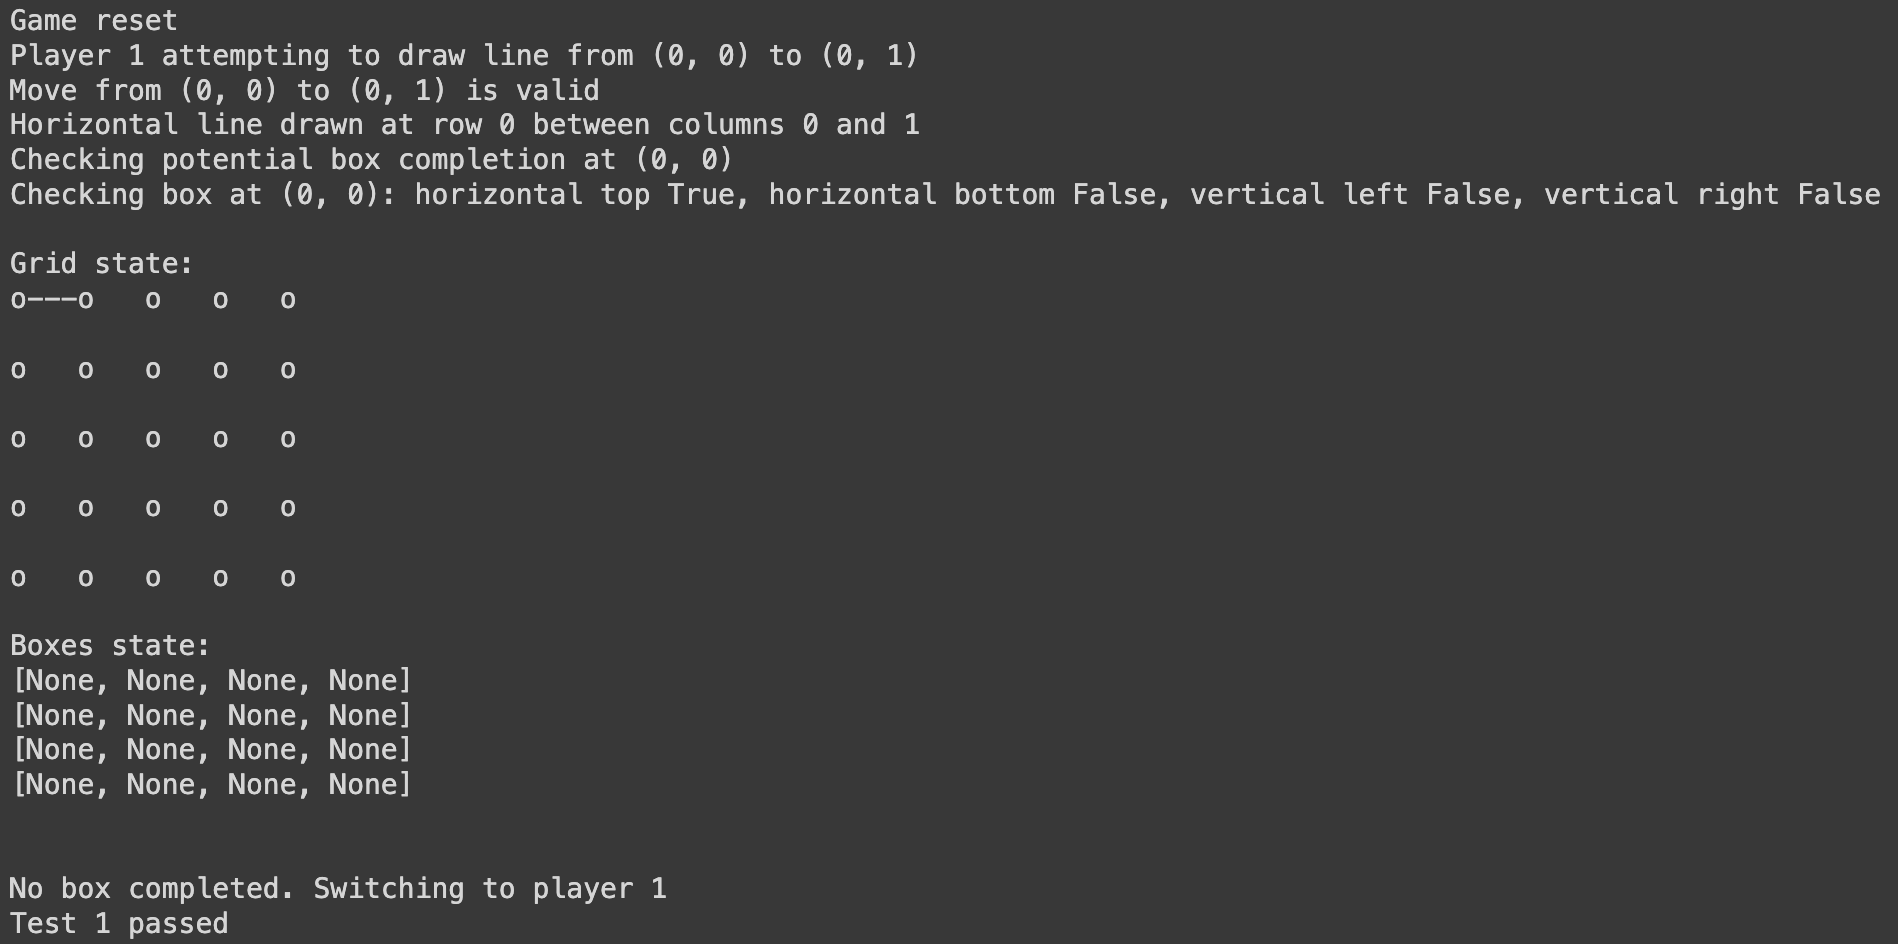 Game reset
Player 1 attempting to draw line from (0, 0) to (0, 1)
Move from (0, 0) to (0, 1) is valid
Horizontal line drawn at row 0 between columns 0 and 1
Checking potential box completion at (0, 0)
Checking box at (0, 0): horizontal top True, horizontal bottom False, vertical left False, vertical right False

Grid state:
o---o   o   o   o

o   o   o   o   o

o   o   o   o   o

o   o   o   o   o

o   o   o   o   o

Boxes state:
[None, None, None, None]
[None, None, None, None]
[None, None, None, None]
[None, None, None, None]


No box completed. Switching to player 1
Test 1 passed